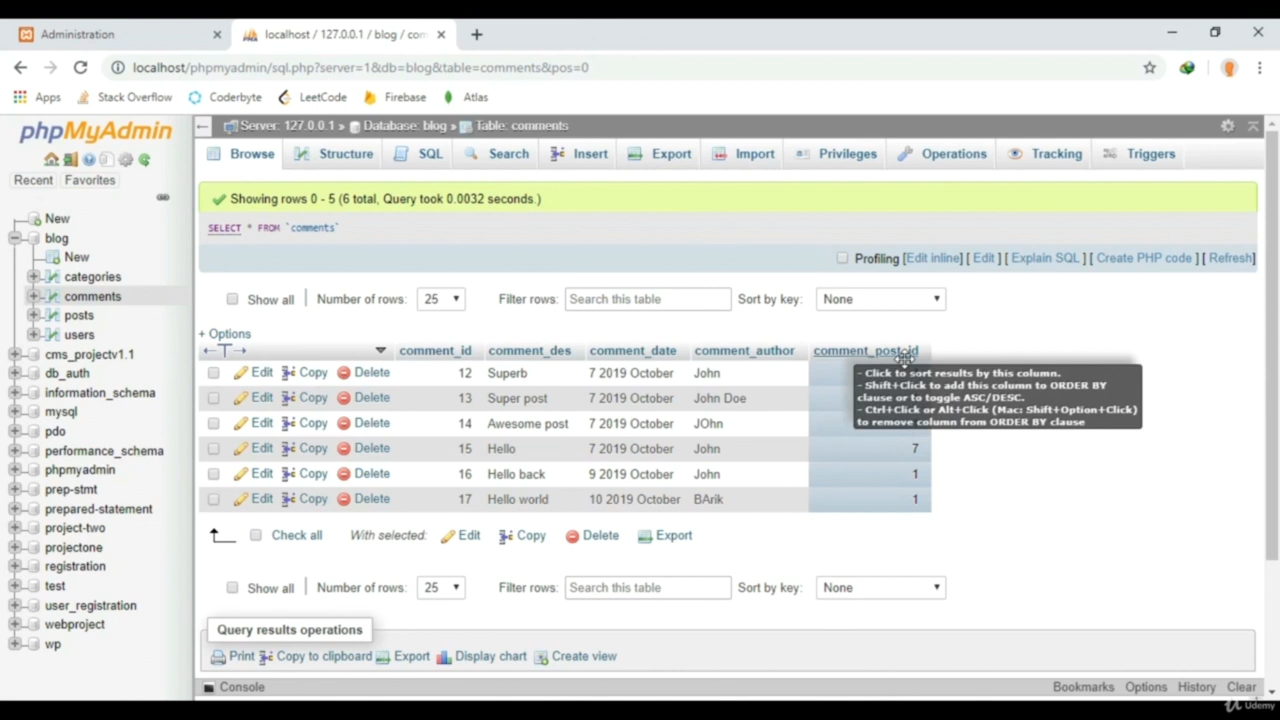 Administration
localhost / 127.0.0.1 / blog / com
localhost/phpmyadmin/sql.php?server=1&db=blog&table=comments&pos=0
Apps Stack Overflow Coderbyte LeetCode Firebase Atlas
phpMyAdmin
Recent Favorites
New
blog
New
categories
comments
posts
users
cms_projectv1.1
db_auth
information_schema
mysql
pdo
performance_schema
phpmyadmin
prep-stmt
prepared-statement
project-two
projectone
registration
test
user_registration
webproject
wp
Server: 127.0.0.1 » Database: blog » Table: comments
Browse Structure SQL Search Insert Export Import Privileges Operations Tracking Triggers
Showing rows 0 - 5 (6 total, Query took 0.0032 seconds.)
SELECT * FROM `comments`
Profiling [Edit inline] [ Edit ] [ Explain SQL ] [ Create PHP code ] [ Refresh]
Show all Number of rows: 25 Filter rows: Search this table Sort by key: None
+ Options
comment_id comment_des comment_date comment_author comment_post_id
Edit Copy Delete 12 Superb 7 2019 October John
Edit Copy Delete 13 Super post 7 2019 October John Doe
Edit Copy Delete 14 Awesome post 7 2019 October JOhn
Edit Copy Delete 15 Hello 7 2019 October John 7
Edit Copy Delete 16 Hello back 9 2019 October John 1
Edit Copy Delete 17 Hello world 10 2019 October BArik 1
- Click to sort results by this column.
- Shift+Click to add this column to ORDER BY
clause or to toggle ASC/DESC.
- Ctrl+Click or Alt+Click (Mac: Shift+Option+Click)
to remove column from ORDER BY clause
Check all With selected: Edit Copy Delete Export
Show all Number of rows: 25 Filter rows: Search this table Sort by key: None
Query results operations
Print Copy to clipboard Export Display chart Create view
Console Bookmarks Options History Clear
Udemy